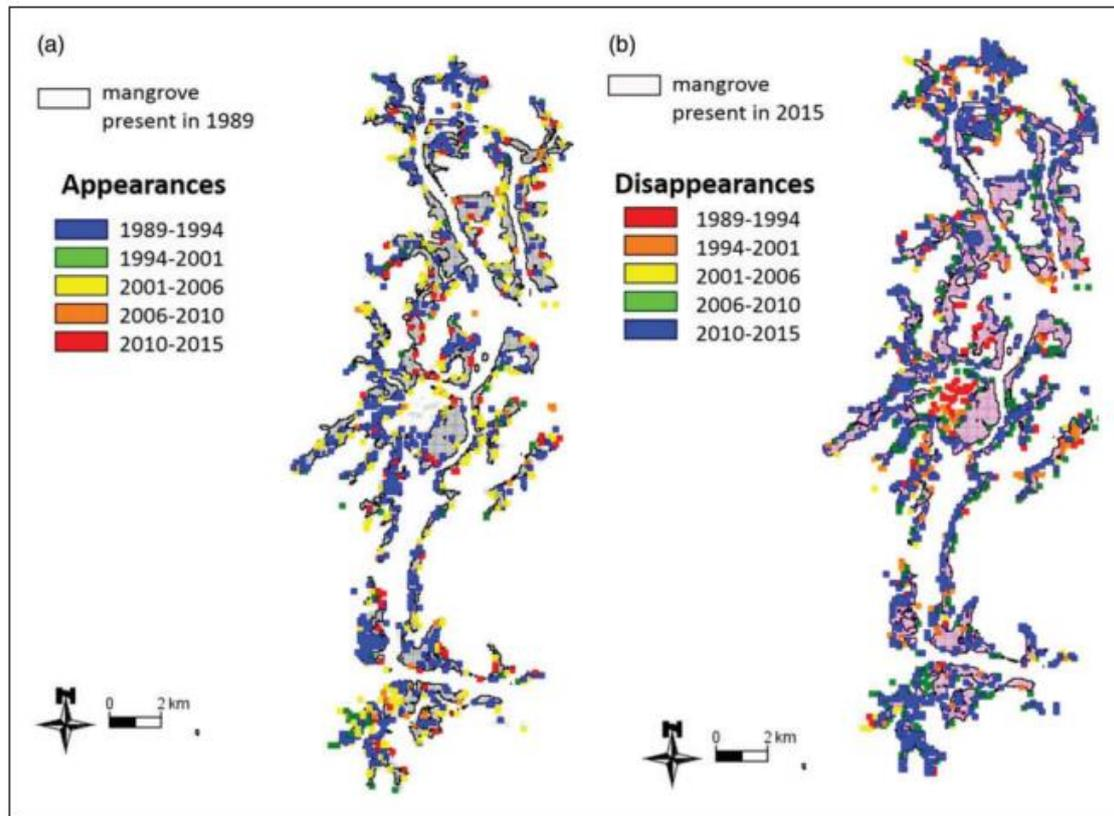 (a)
mangrove
present in 1989
Appearances
1989-1994
1994-2001
2001-2006
2006-2010
2010-2015
N
0 2 km
(b)
mangrove
present in 2015
Disappearances
1989-1994
1994-2001
2001-2006
2006-2010
2010-2015
N
0 2 km